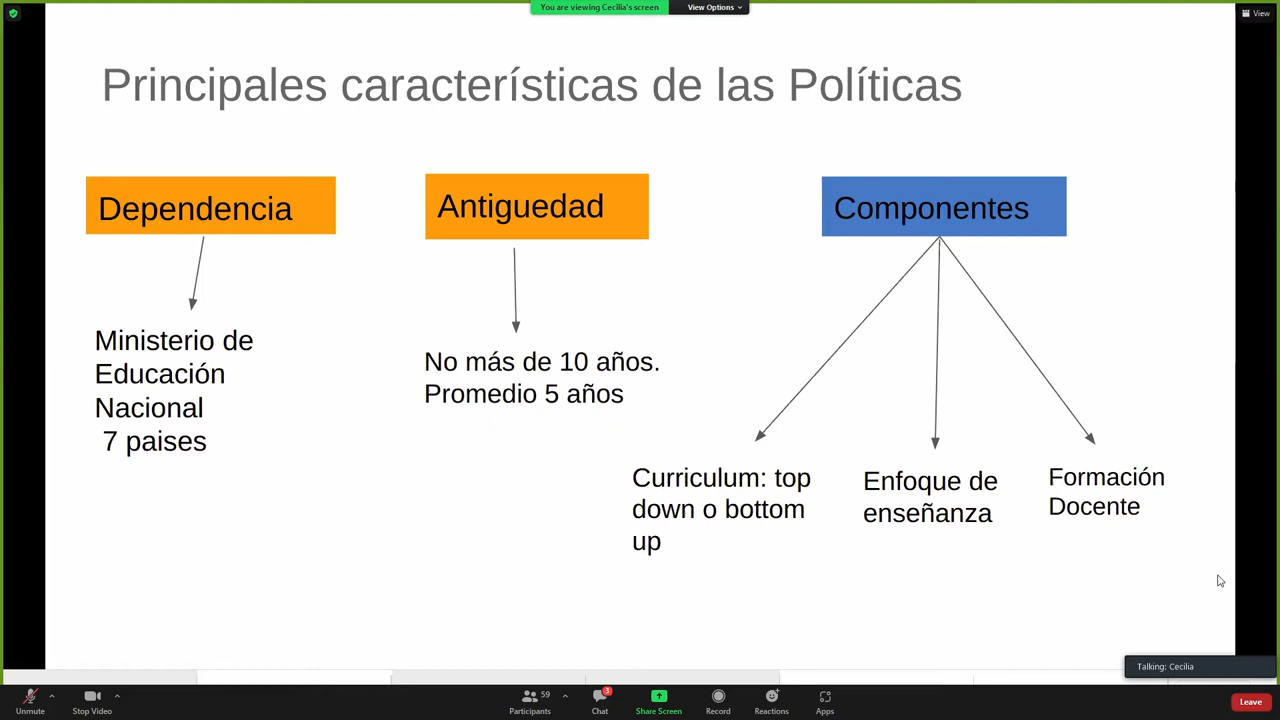 You are viewing Cecilia's screen
View Options
View
Principales características de las Políticas
Dependencia
Antiguedad
Componentes
Ministerio de
Educación
Nacional
7 paises
No más de 10 años.
Promedio 5 años
Curriculum: top
down o bottom
up
Enfoque de
enseñanza
Formación
Docente
Talking: Cecilia
Unmute
Stop Video
59
Participants
3
Chat
Share Screen
Record
Reactions
Apps
Leave